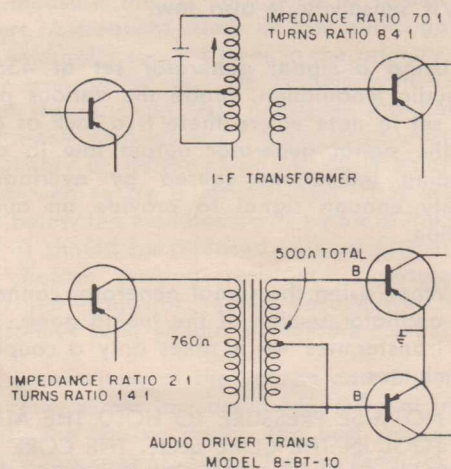 IMPEDANCE RATIO 70 1
TURNS RATIO 8 4 1
I-F TRANSFORMER
500Ω TOTAL
B
760Ω
IMPEDANCE RATIO 2 1
TURNS RATIO 1 4 1
B
AUDIO DRIVER TRANS.
MODEL 8-BT-10